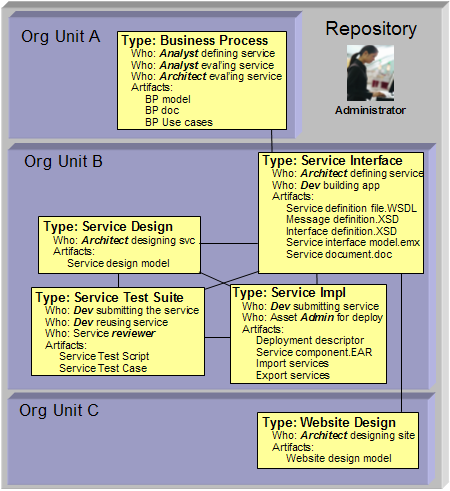 Org Unit A
Repository
Administrator
Type: Business Process
Who: Analyst defining service
Who: Analyst eval'ing service
Who: Architect eval'ing service
Artifacts:
BP model
BP doc
BP Use cases
Org Unit B
Type: Service Interface
Who: Architect defining service
Who: Dev building app
Artifacts:
Service definition file.WSDL
Message definition.XSD
Interface definition.XSD
Service interface model.emx
Service document.doc
Type: Service Design
Who: Architect designing svc
Artifacts:
Service design model
Type: Service Test Suite
Who: Dev submitting the service
Who: Dev reusing service
Who: Service reviewer
Artifacts:
Service Test Script
Service Test Case
Type: Service Impl
Who: Dev submitting service
Who: Asset Admin for deploy
Artifacts:
Deployment descriptor
Service component.EAR
Import services
Export services
Org Unit C
Type: Website Design
Who: Architect designing site
Artifacts:
Website design model